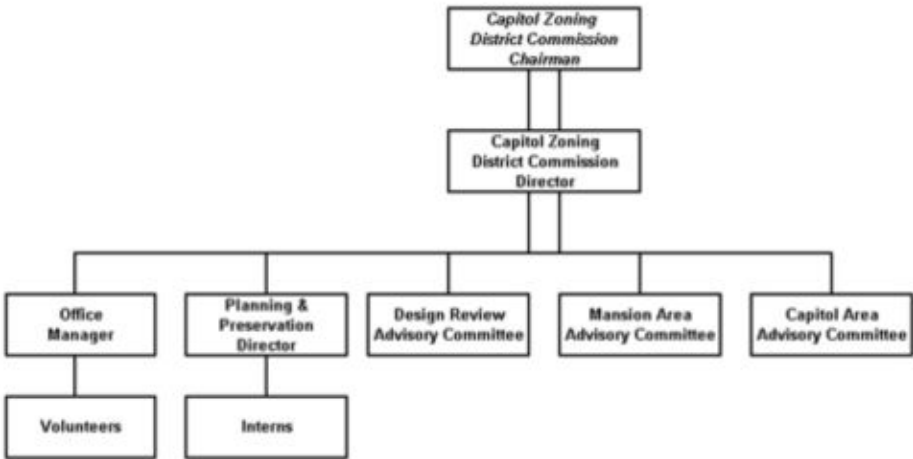 Capitol Zoning
District Commission
Chairman
Capitol Zoning
District Commission
Director
Office
Manager
Planning &
Preservation
Director
Design Review
Advisory Committee
Mansion Area
Advisory Committee
Capitol Area
Advisory Committee
Volunteers
Interns